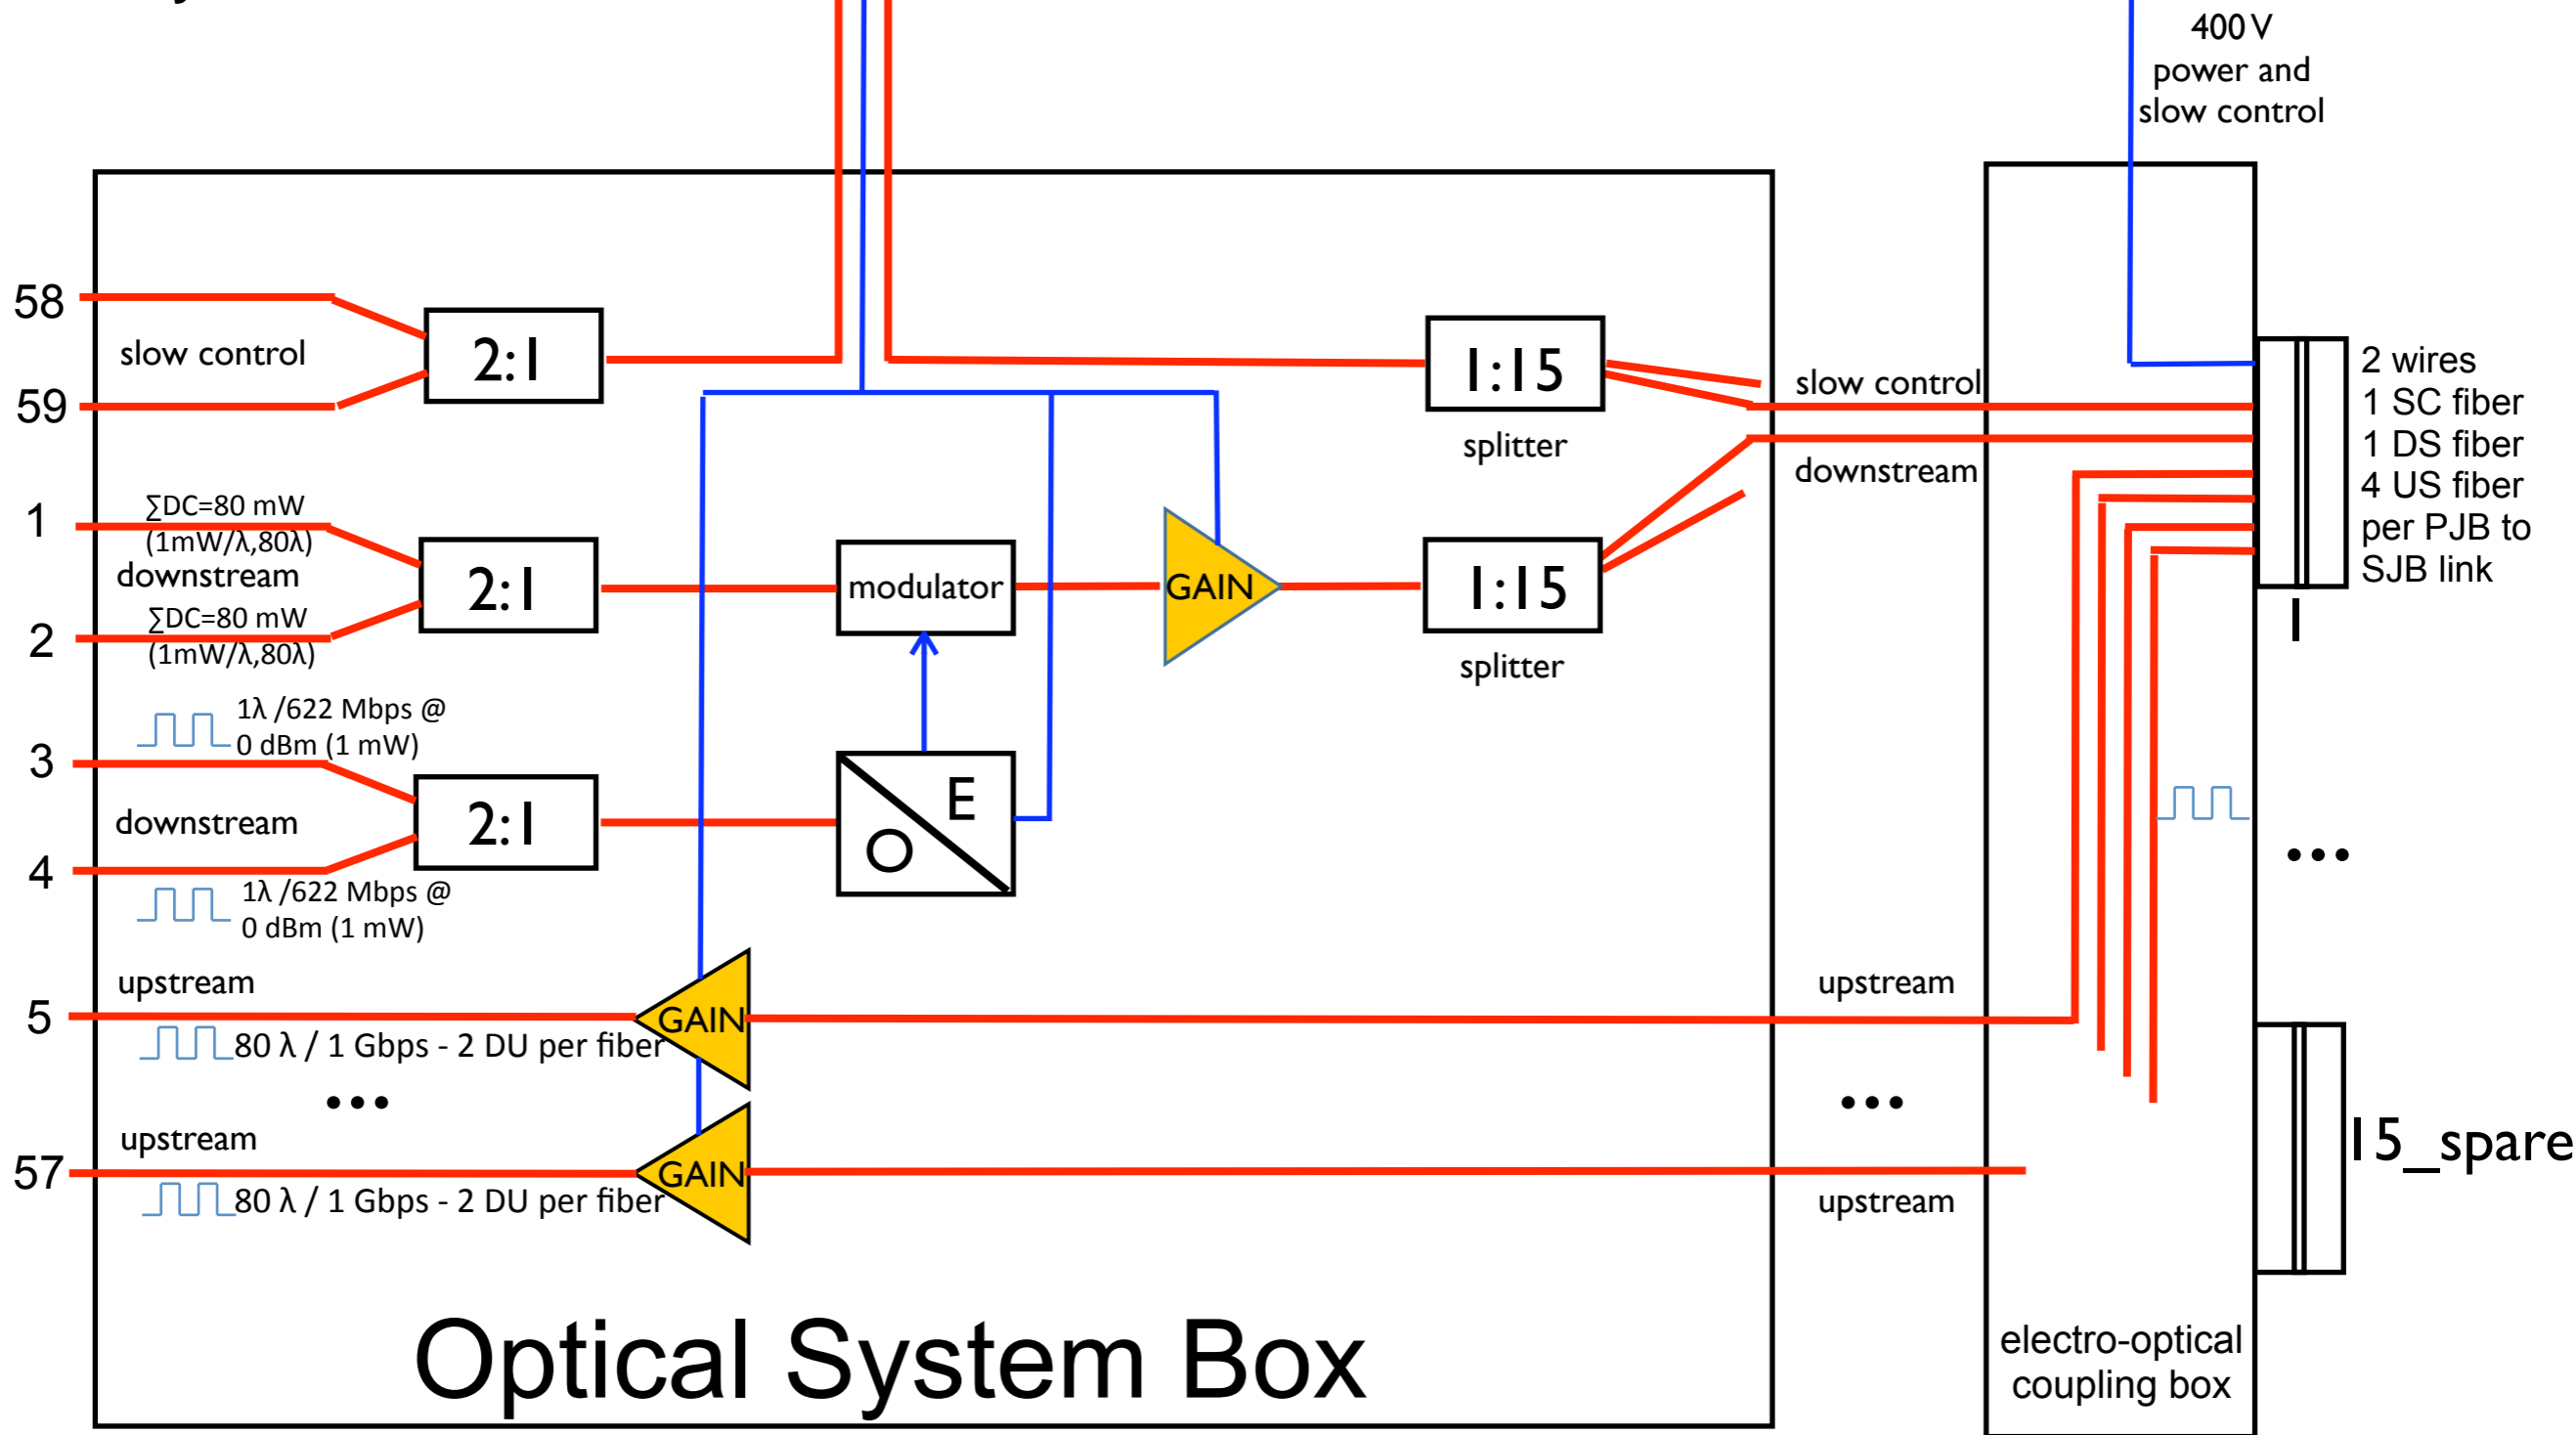 400 V
power and
slow control
58
slow control
59
2:1
1:15
splitter
slow control
downstream
2 wires
1 SC fiber
1 DS fiber
4 US fiber
per PJB to
SJB link
1
1
∑DC=80 mW
(1mW/λ,80λ)
downstream
2
∑DC=80 mW
(1mW/λ,80λ)
2:1
modulator
GAIN
1:15
splitter
1λ /622 Mbps @
0 dBm (1 mW)
3
downstream
4
1λ /622 Mbps @
0 dBm (1 mW)
2:1
E
O
...
upstream
5
GAIN
80 λ / 1 Gbps - 2 DU per fiber
upstream
...
...
upstream
57
GAIN
80 λ / 1 Gbps - 2 DU per fiber
upstream
15_spare
Optical System Box
electro-optical
coupling box